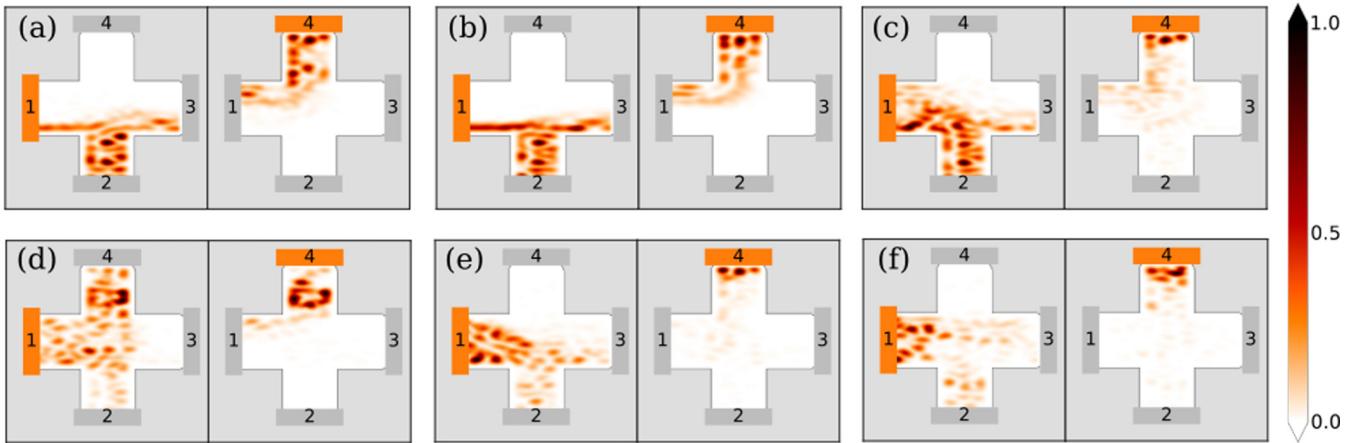 (a) 4 4 (b) 4 4 (c) 4 4 1.0
1 3 1 3 1 3 1 3 1 3 1 3
2 2 2 2 2 2
0.5
(d) 4 4 (e) 4 4 (f) 4 4
1 3 1 3 1 3 1 3 1 3 1 3
2 2 2 2 2 2 0.0